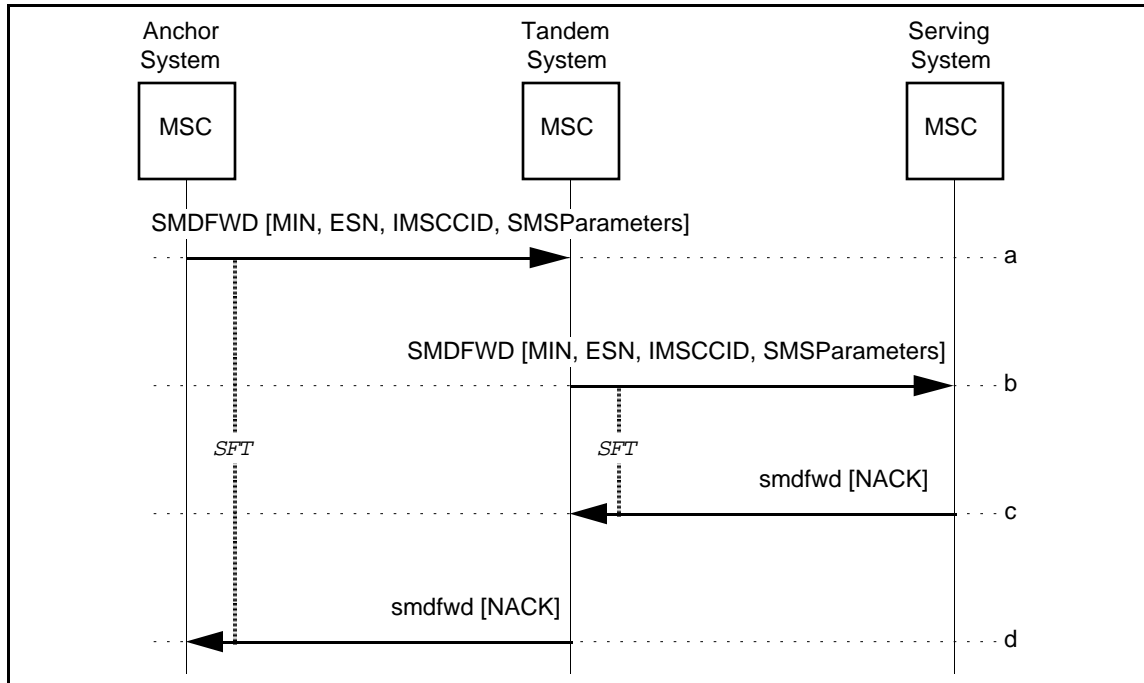 Anchor
System
Tandem
System
Serving
System
MSC
MSC
MSC
SMDFWD [MIN, ESN, IMSCCID, SMSParameters]
a
SMDFWD [MIN, ESN, IMSCCID, SMSParameters]
b
SFT
SFT
smdfwd [NACK]
c
smdfwd [NACK]
d